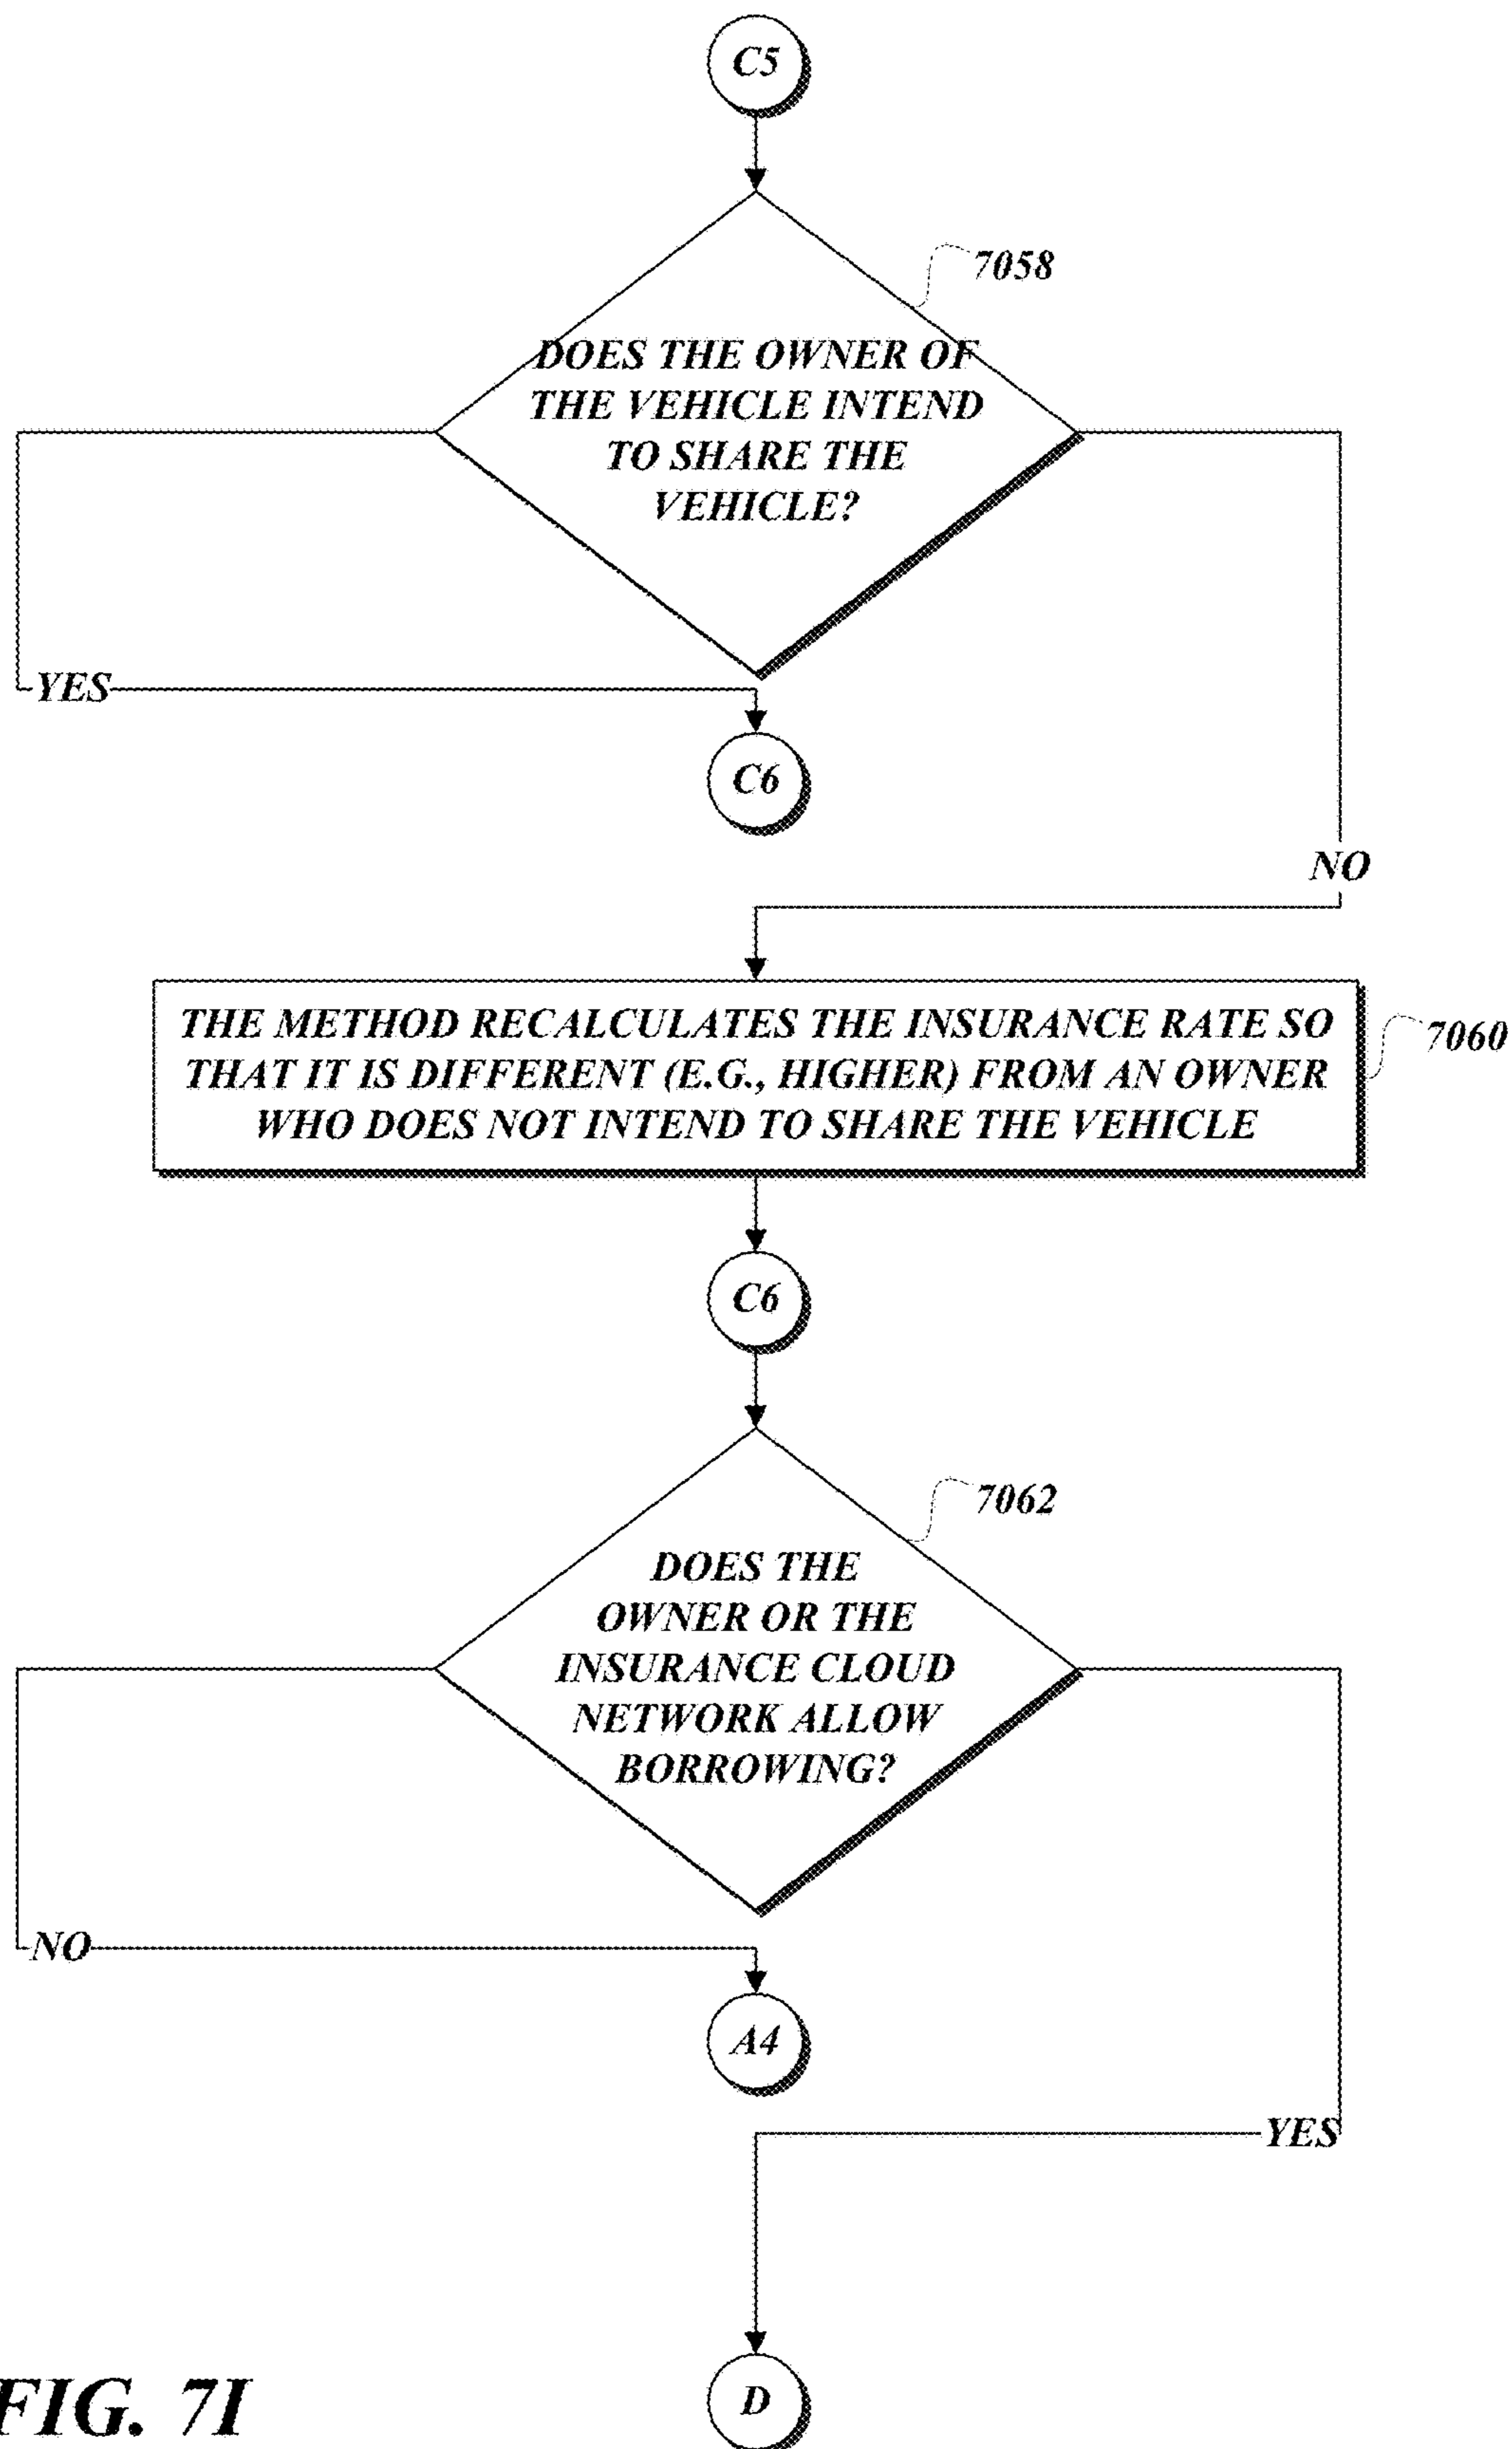 C5
7058
DOES THE OWNER OF
THE VEHICLE INTEND
TO SHARE THE
VEHICLE?
YES
C6
NO
THE METHOD RECALCULATES THE INSURANCE RATE SO
THAT IT IS DIFFERENT (E.G., HIGHER) FROM AN OWNER
WHO DOES NOT INTEND TO SHARE THE VEHICLE
7060
C6
7062
DOES THE
OWNER OR THE
INSURANCE CLOUD
NETWORK ALLOW
BORROWING?
NO
A4
YES
D
FIG. 7I